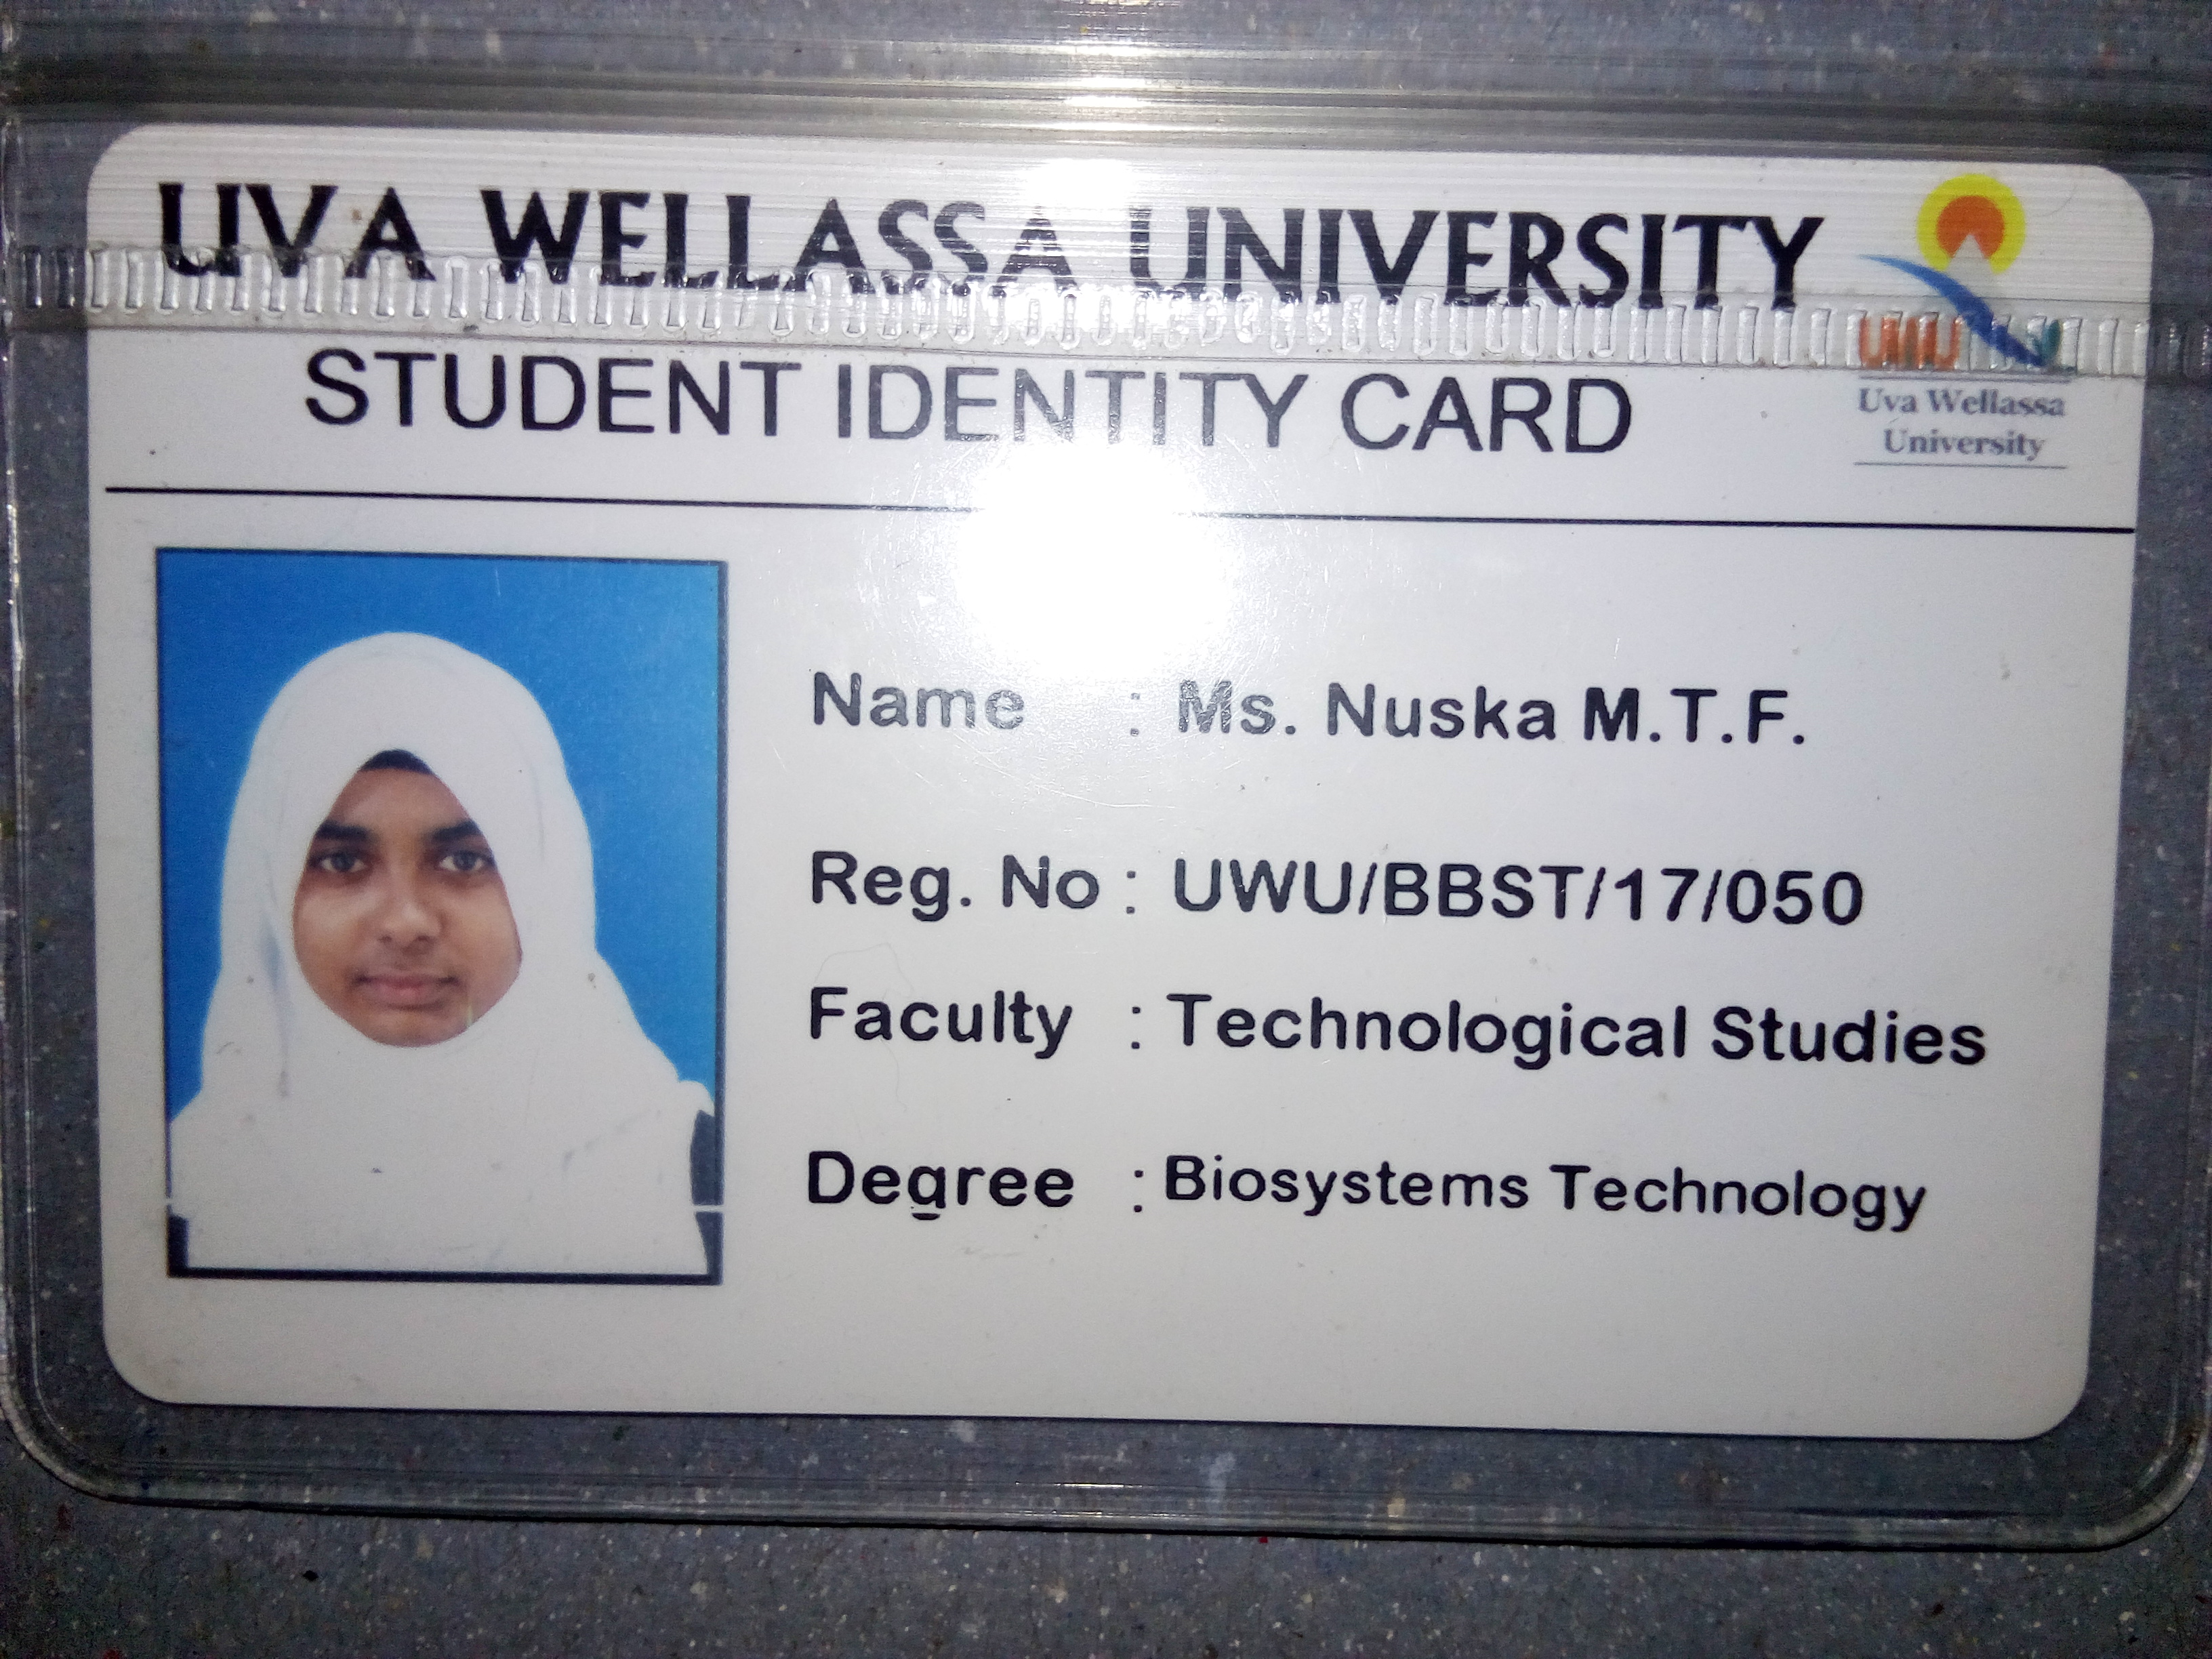 UVA WELLASSA UNIVERSITY
STUDENT IDENTITY CARD
UWU
Uva Wellassa
University
Name : Ms. Nuska M.T.F.
Reg. No : UWU/BBST/17/050
Faculty : Technological Studies
Degree : Biosystems Technology